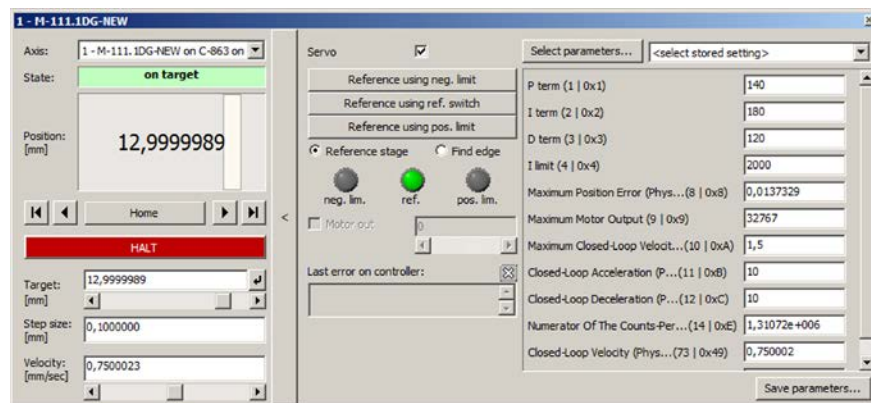 1 - M-111.1DG-NEW
Axis:
1 - M-111.1DG-NEW on C-863 on
State:
on target
Position:
[mm]
12,9999989
Home
HALT
Target:
[mm]
12,9999989
Step size:
[mm]
0,1000000
Velocity:
[mm/sec]
0,7500023
<
Servo
Reference using neg. limit
Reference using ref. switch
Reference using pos. limit
Reference stage
Find edge
neg. lim.
ref.
pos. lim.
Motor out
0
Last error on controller:
Select parameters...
<select stored setting>
P term (1 | 0x1)
140
I term (2 | 0x2)
180
D term (3 | 0x3)
120
I limit (4 | 0x4)
2000
Maximum Position Error (Phys...(8 | 0x8)
0,0137329
Maximum Motor Output (9 | 0x9)
32767
Maximum Closed-Loop Velocit...(10 | 0xA)
1,5
Closed-Loop Acceleration (P...(11 | 0xB)
10
Closed-Loop Deceleration (P...(12 | 0xC)
10
Numerator Of The Counts-Per...(14 | 0xE)
1,31072e+006
Closed-Loop Velocity (Phys...(73 | 0x49)
0,750002
Save parameters...